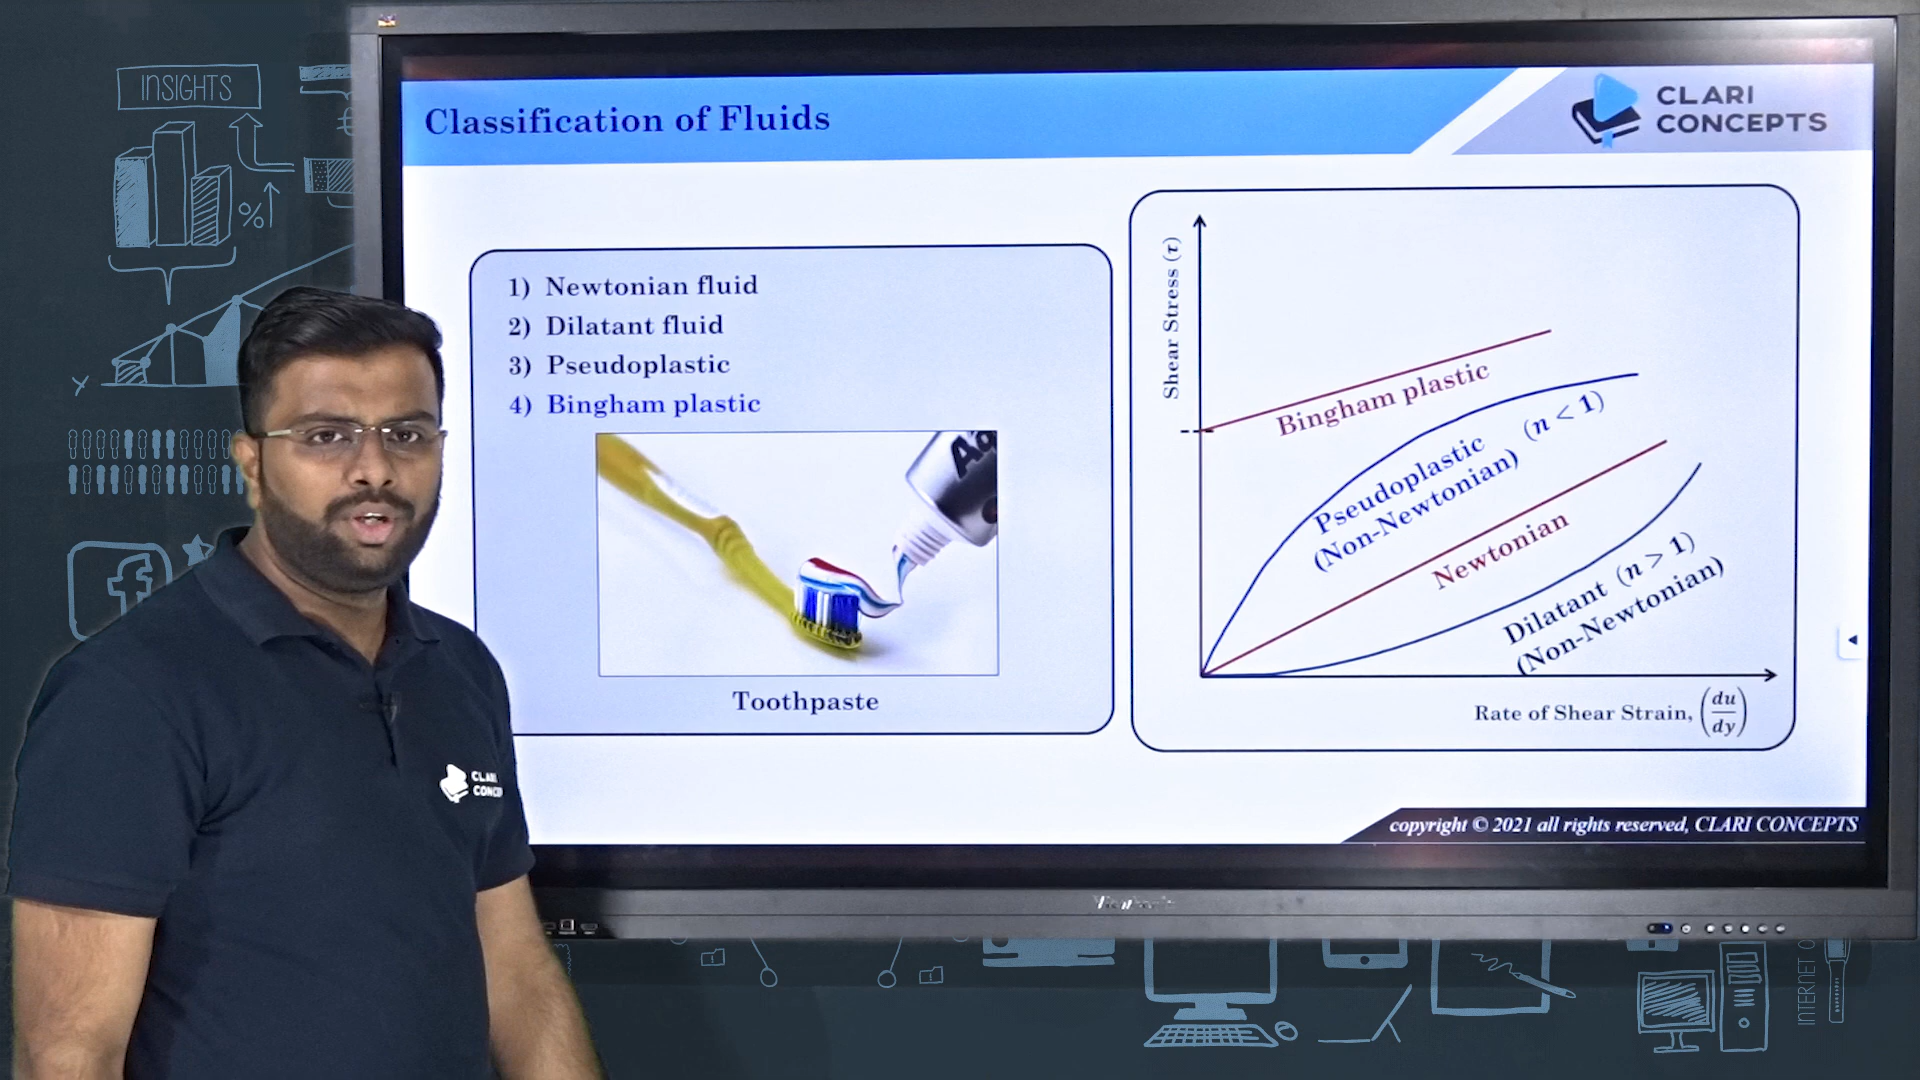 INSIGHTS
%
X
Classification of Fluids
CLARI
CONCEPTS
1) Newtonian fluid
2) Dilatant fluid
3) Pseudoplastic
4) Bingham plastic
Toothpaste
Shear Stress (τ)
Bingham plastic
Pseudoplastic (n < 1)
(Non-Newtonian)
Newtonian
Dilatant (n > 1)
(Non-Newtonian)
Rate of Shear Strain, (du/dy)
copyright © 2021 all rights reserved, CLARI CONCEPTS
f
INTERNET